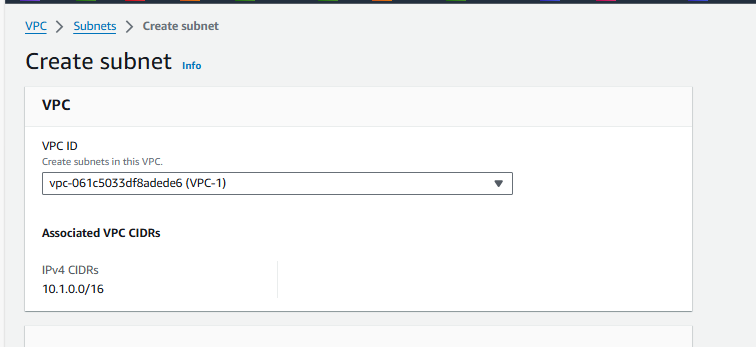 VPC > Subnets > Create subnet
Create subnet Info
VPC
VPC ID
Create subnets in this VPC.
vpc-061c5033df8adede6 (VPC-1)
Associated VPC CIDRs
IPv4 CIDRs
10.1.0.0/16